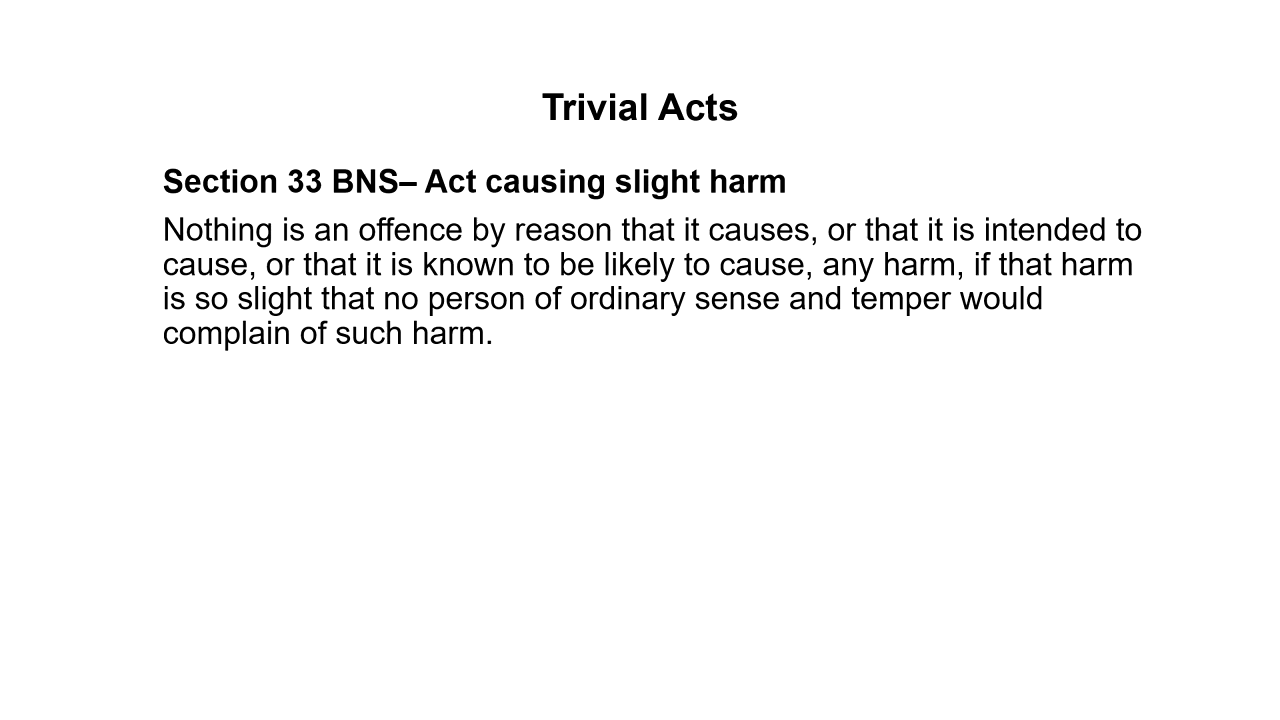 Trivial Acts
Section 33 BNS– Act causing slight harm
Nothing is an offence by reason that it causes, or that it is intended to
cause, or that it is known to be likely to cause, any harm, if that harm
is so slight that no person of ordinary sense and temper would
complain of such harm.